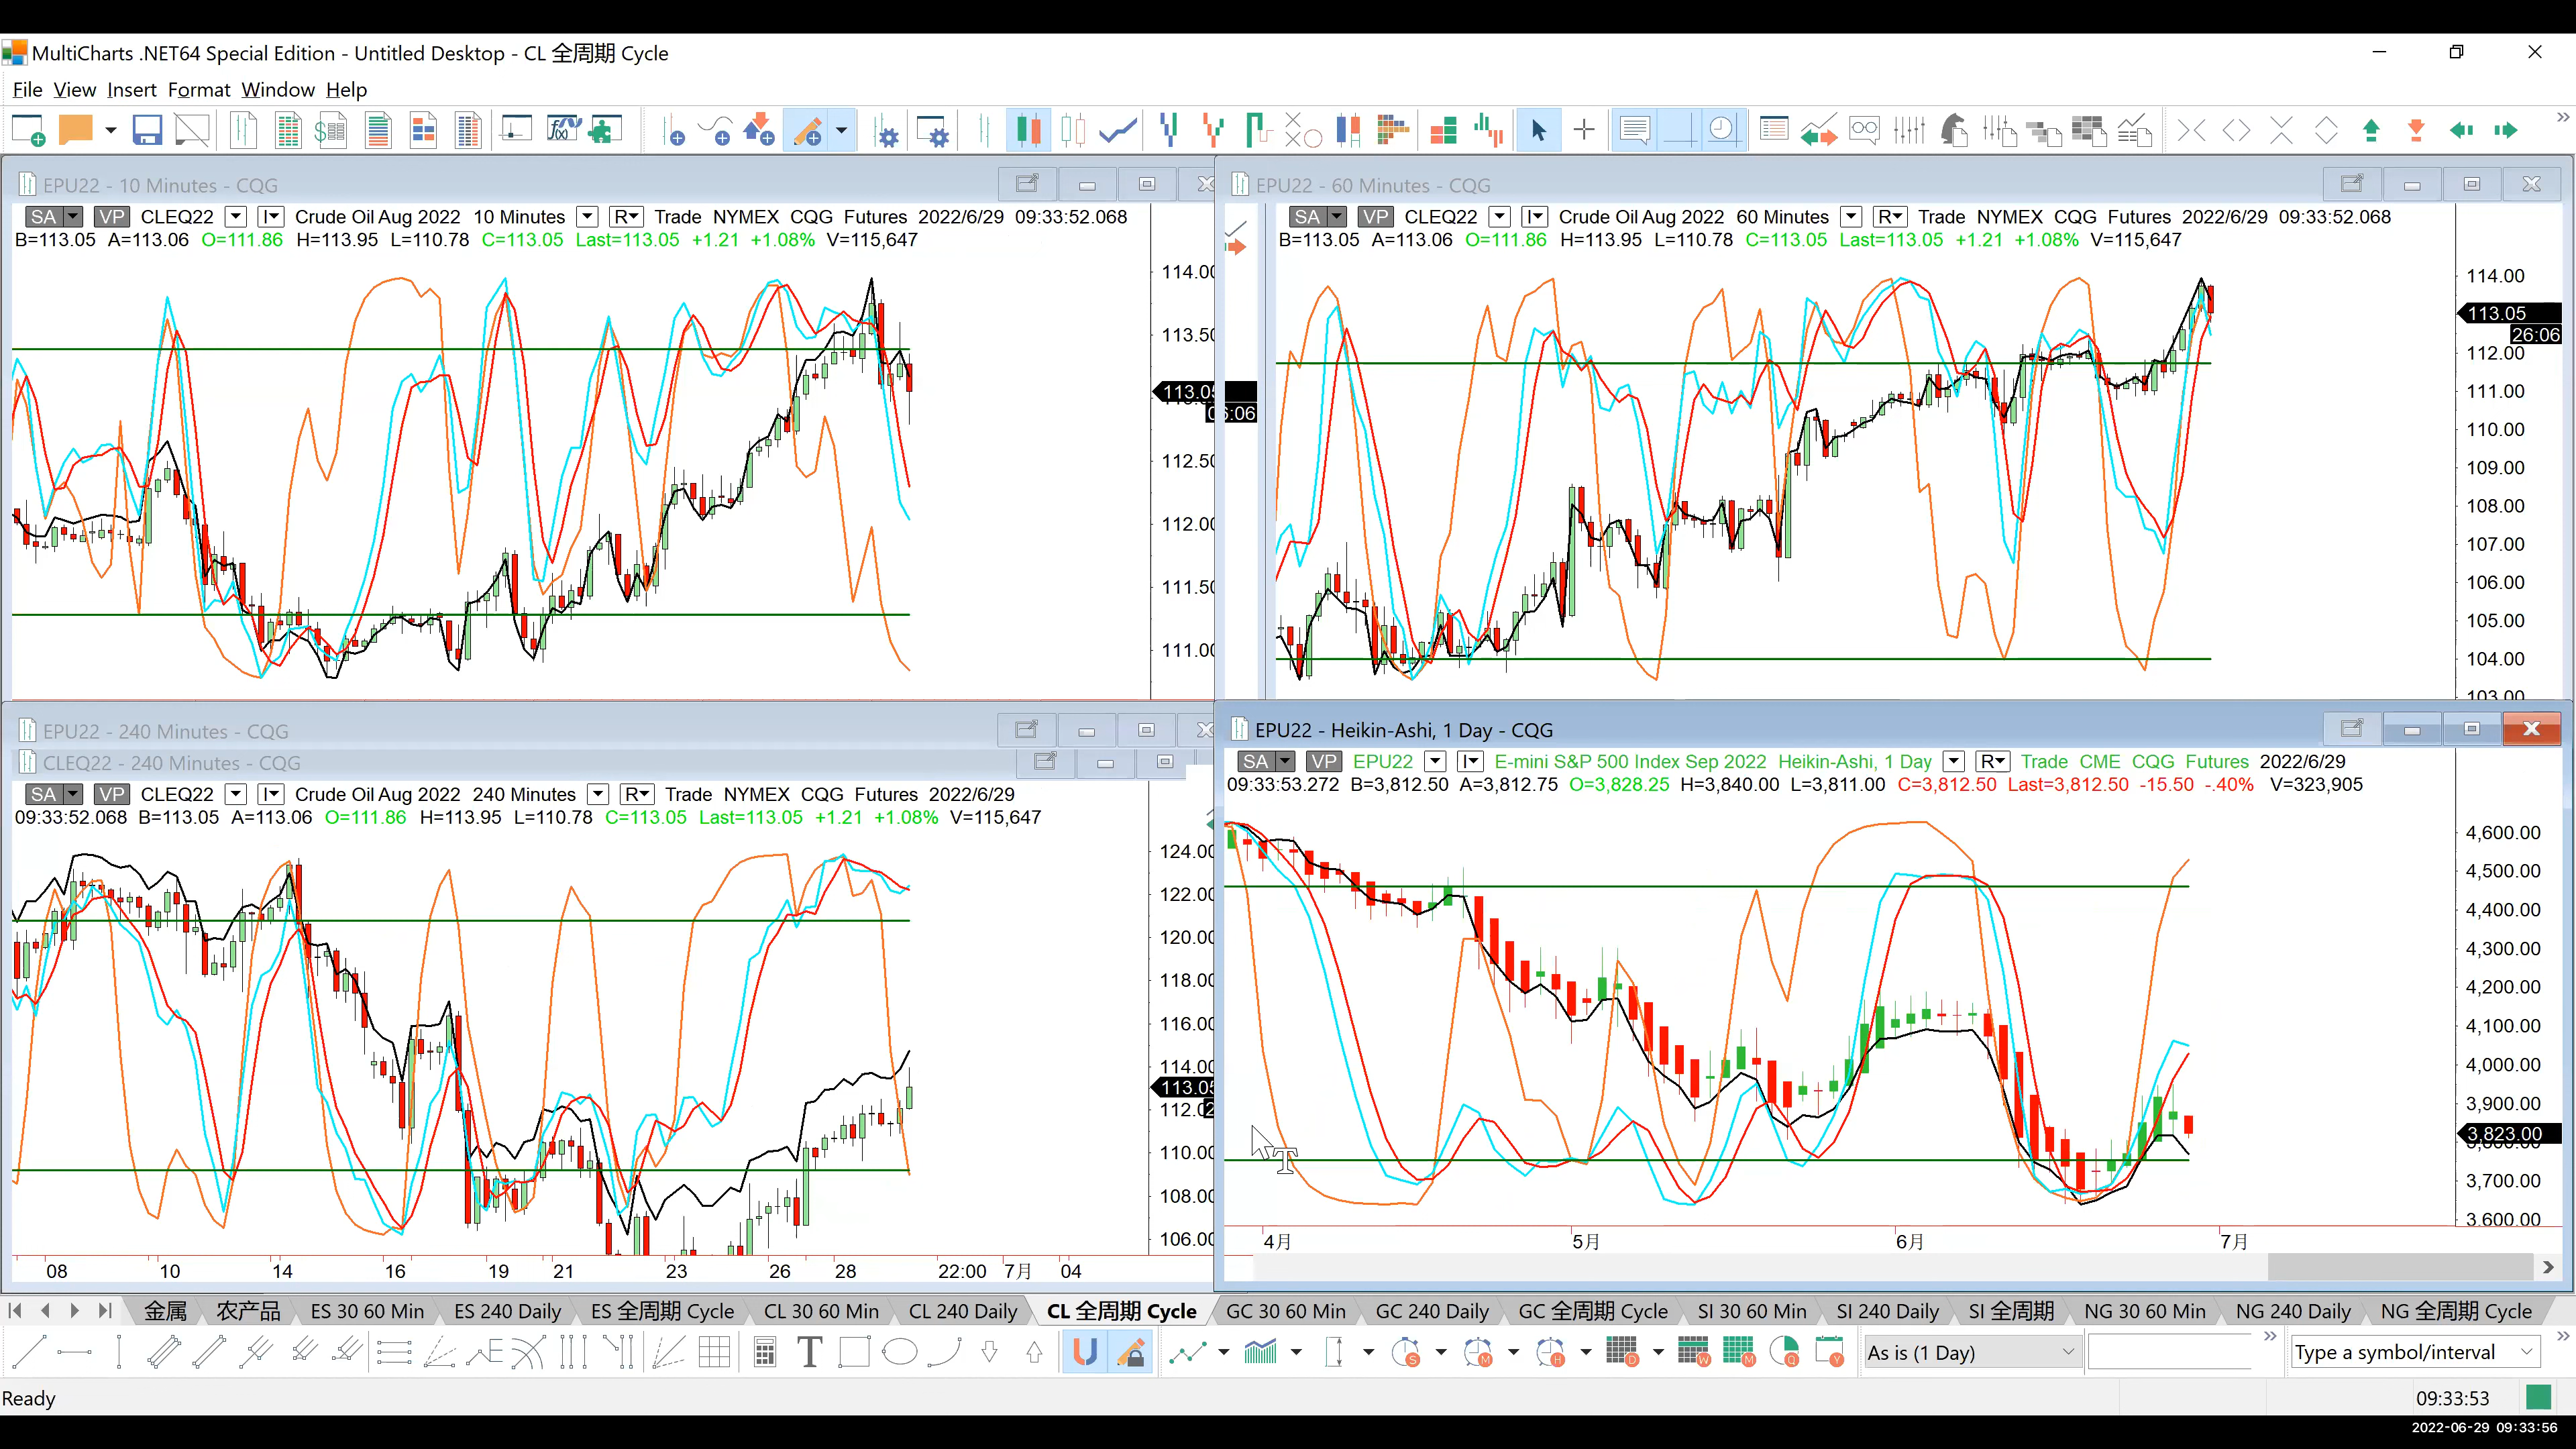 MultiCharts .NET64 Special Edition - Untitled Desktop - CL 全周期 Cycle
File View Insert Format Window Help
EPU22 - 10 Minutes - CQG
SA VP CLEQ22 I Crude Oil Aug 2022 10 Minutes R Trade NYMEX CQG Futures 2022/6/29 09:33:52.068
B=113.05 A=113.06 O=111.86 H=113.95 L=110.78 C=113.05 Last=113.05 +1.21 +1.08% V=115,647
114.00
113.50
113.05
06:06
112.50
112.00
111.50
111.00
EPU22 - 60 Minutes - CQG
SA VP CLEQ22 I Crude Oil Aug 2022 60 Minutes R Trade NYMEX CQG Futures 2022/6/29 09:33:52.068
B=113.05 A=113.06 O=111.86 H=113.95 L=110.78 C=113.05 Last=113.05 +1.21 +1.08% V=115,647
114.00
113.05
26:06
112.00
111.00
110.00
109.00
108.00
107.00
106.00
105.00
104.00
103.00
EPU22 - 240 Minutes - CQG
CLEQ22 - 240 Minutes - CQG
SA VP CLEQ22 I Crude Oil Aug 2022 240 Minutes R Trade NYMEX CQG Futures 2022/6/29
09:33:52.068 B=113.05 A=113.06 O=111.86 H=113.95 L=110.78 C=113.05 Last=113.05 +1.21 +1.08% V=115,647
124.00
122.00
120.00
118.00
116.00
114.00
113.05
112.0
110.00
108.00
106.00
08 10 14 16 19 21 23 26 28 22:00 7月 04
EPU22 - Heikin-Ashi, 1 Day - CQG
SA VP EPU22 I E-mini S&P 500 Index Sep 2022 Heikin-Ashi, 1 Day R Trade CME CQG Futures 2022/6/29
09:33:53.272 B=3,812.50 A=3,812.75 O=3,828.25 H=3,840.00 L=3,811.00 C=3,812.50 Last=3,812.50 -15.50 -.40% V=323,905
4,600.00
4,500.00
4,400.00
4,300.00
4,200.00
4,100.00
4,000.00
3,900.00
3,823.00
3,700.00
3,600.00
4月 5月 6月 7月
金属 农产品 ES 30 60 Min ES 240 Daily ES 全周期 Cycle CL 30 60 Min CL 240 Daily CL 全周期 Cycle GC 30 60 Min GC 240 Daily GC 全周期 Cycle SI 30 60 Min SI 240 Daily SI 全周期 NG 30 60 Min NG 240 Daily NG 全周期 Cycle
As is (1 Day) Type a symbol/interval
Ready
09:33:53
2022-06-29 09:33:56